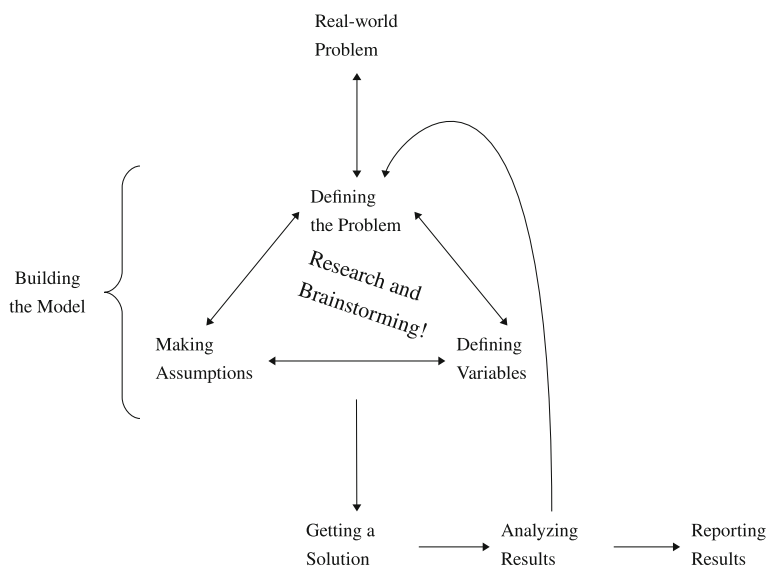 Real-world
Problem
Defining
the Problem
Research and
Brainstorming!
Building
the Model
Making
Assumptions
Defining
Variables
Getting a
Solution
Analyzing
Results
Reporting
Results